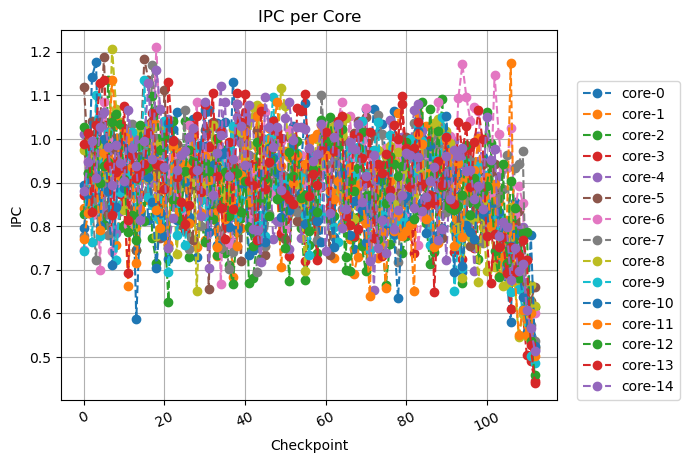 IPC per Core
1.2
1.1
1.0
0.9
0.8
0.7
0.6
0.5
IPC
0
20
40
60
80
100
Checkpoint
core-0
core-1
core-2
core-3
core-4
core-5
core-6
core-7
core-8
core-9
core-10
core-11
core-12
core-13
core-14